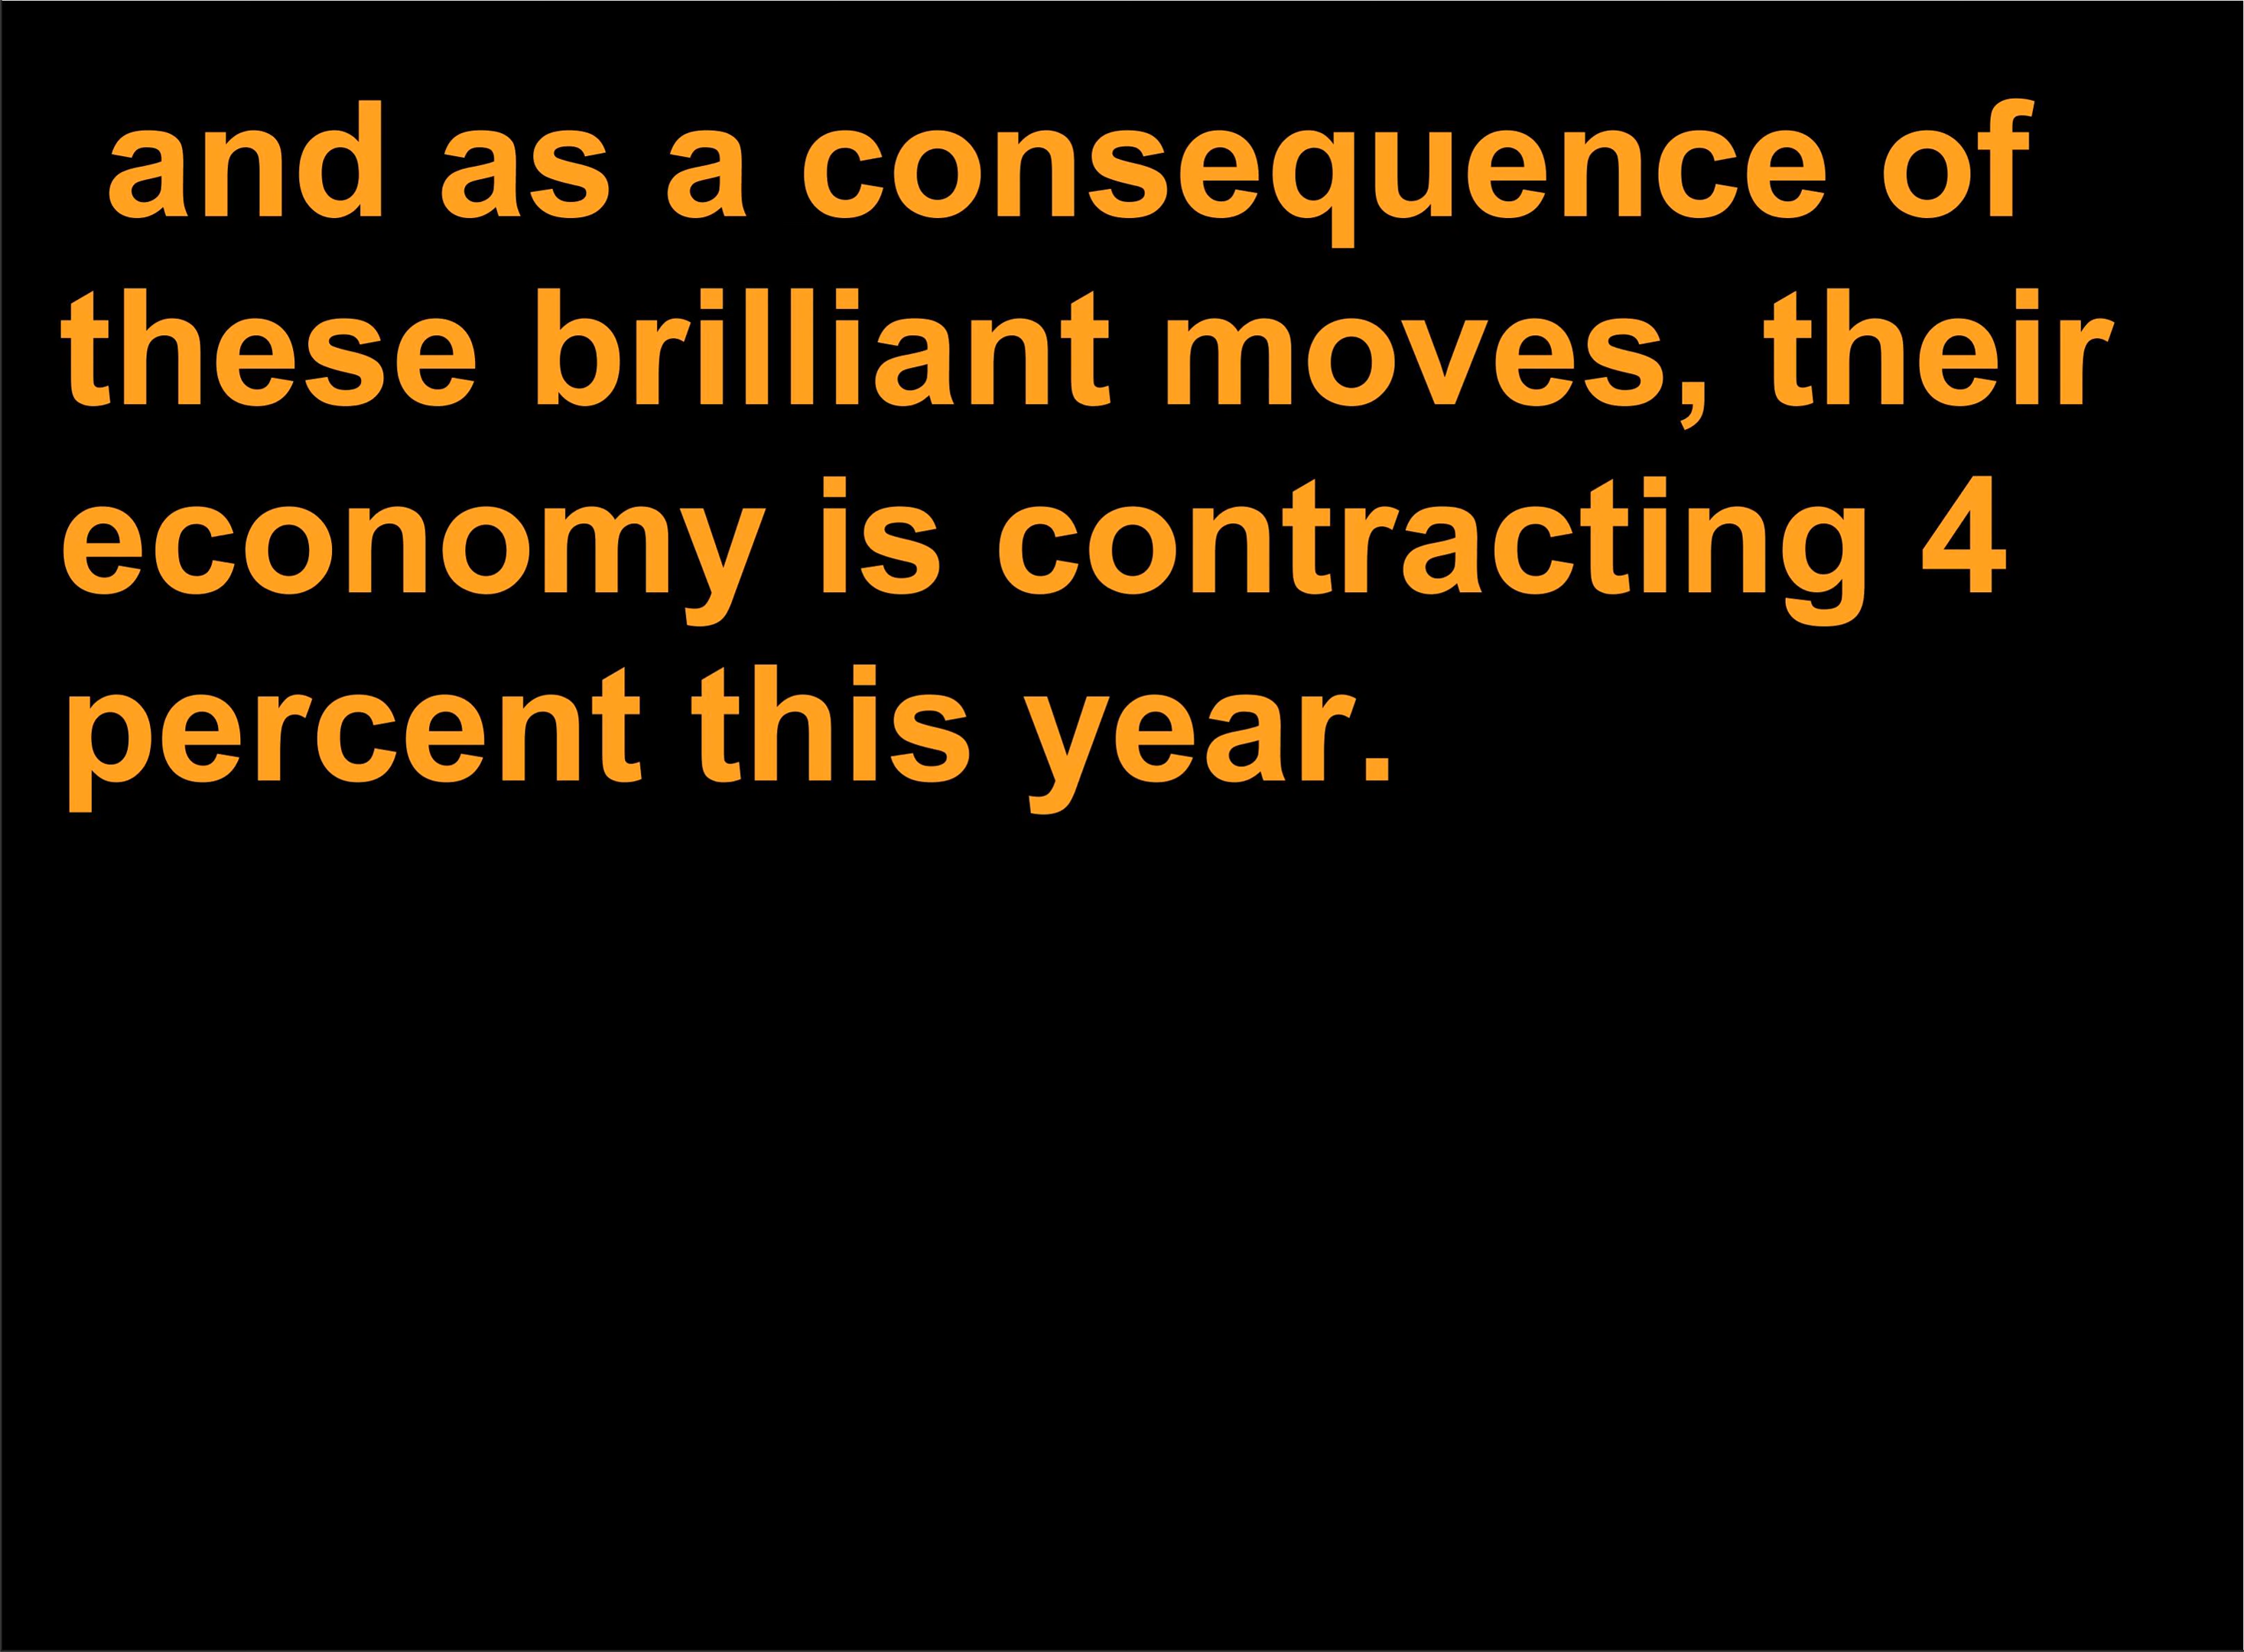 and as a consequence of
these brilliant moves, their
economy is contracting 4
percent this year.